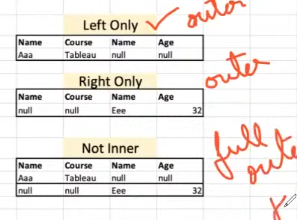 Left Only outer
Name Course Name Age
Aaa Tableau null null
Right Only outer
Name Course Name Age
null null Eee 32
Not Inner full
Name Course Name Age oute
Aaa Tableau null null
null null Eee 32